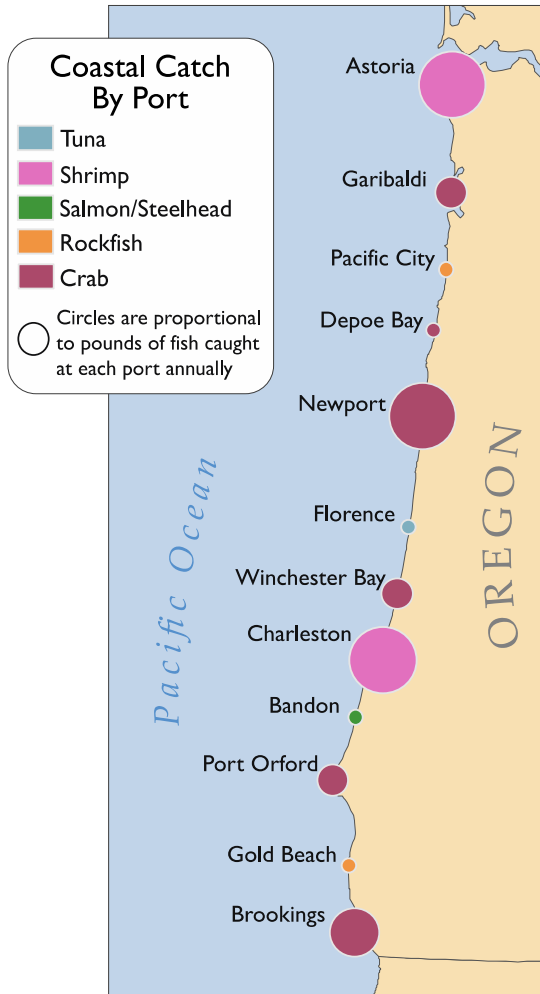 Coastal Catch
By Port
Tuna
Shrimp
Salmon/Steelhead
Rockfish
Crab
Circles are proportional
to pounds of fish caught
at each port annually
Astoria
Garibaldi
Pacific City
Depoe Bay
Newport
Florence
Winchester Bay
Charleston
Bandon
Port Orford
Gold Beach
Brookings
Pacific Ocean
OREGON